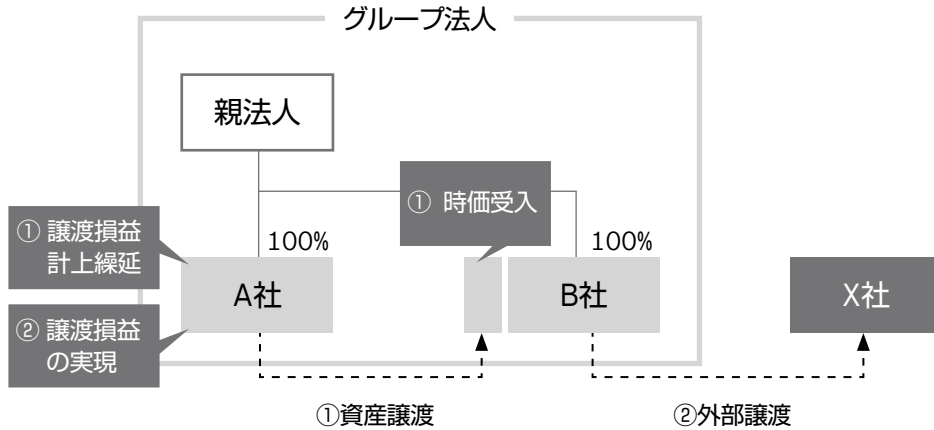 グループ法人
親法人
① 時価受入
① 譲渡損益
計上繰延
100%
100%
A社
B社
X社
② 譲渡損益
の実現
①資産譲渡
②外部譲渡